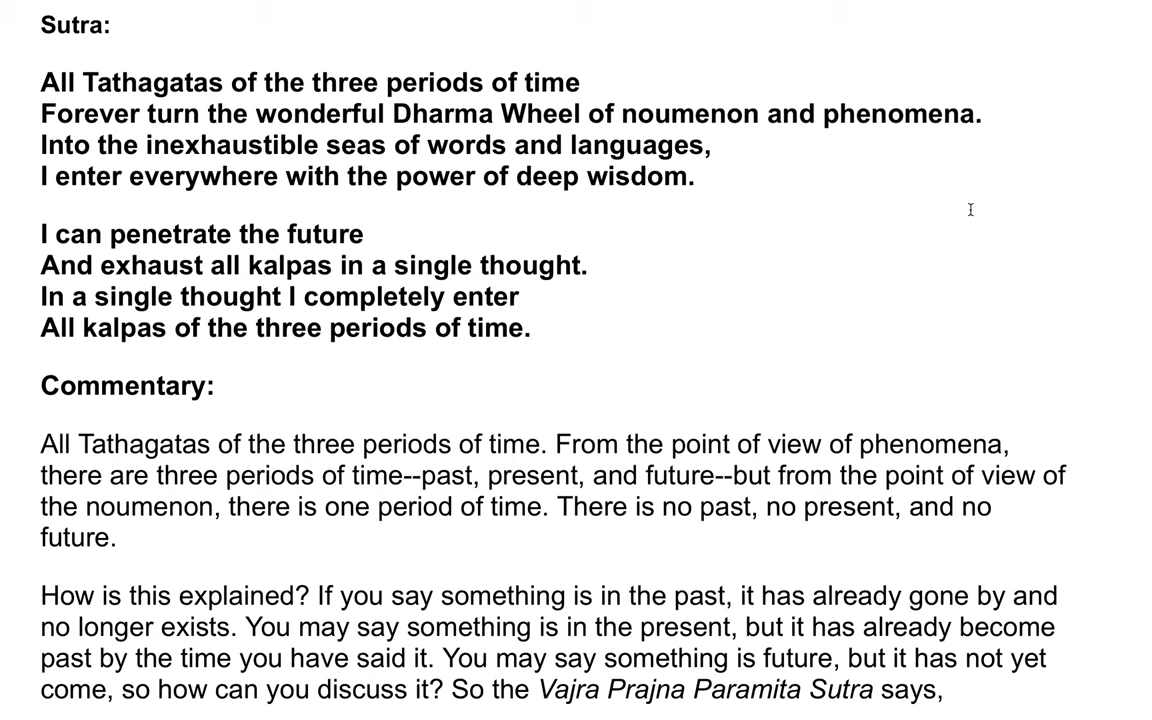 Sutra:
All Tathagatas of the three periods of time
Forever turn the wonderful Dharma Wheel of noumenon and phenomena.
Into the inexhaustible seas of words and languages,
I enter everywhere with the power of deep wisdom.
I can penetrate the future
And exhaust all kalpas in a single thought.
In a single thought I completely enter
All kalpas of the three periods of time.
Commentary:
All Tathagatas of the three periods of time. From the point of view of phenomena,
there are three periods of time--past, present, and future--but from the point of view of
the noumenon, there is one period of time. There is no past, no present, and no
future.
How is this explained? If you say something is in the past, it has already gone by and
no longer exists. You may say something is in the present, but it has already become
past by the time you have said it. You may say something is future, but it has not yet
come, so how can you discuss it? So the Vajra Prajna Paramita Sutra says,